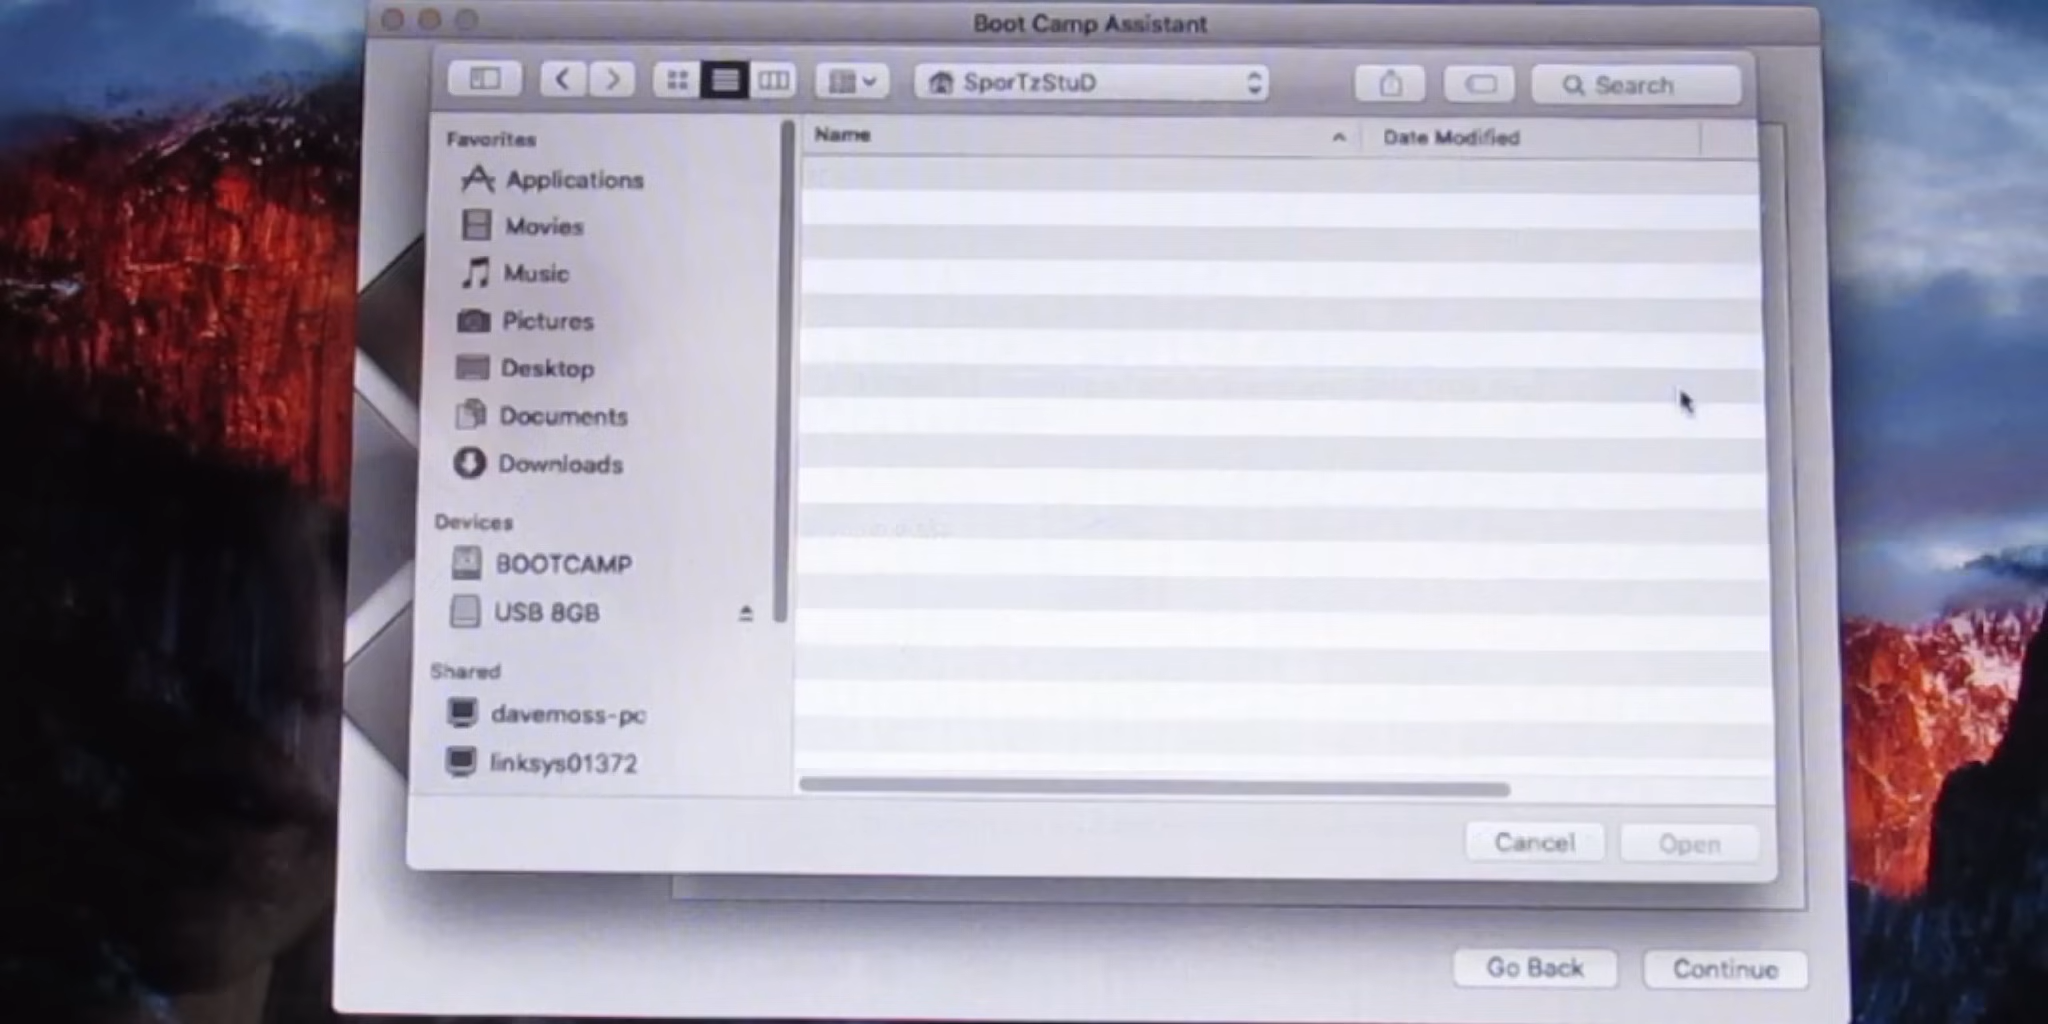 Boot Camp Assistant
SporTzStuD
Search
Favorites
Name
Date Modified
Applications
Movies
Music
Pictures
Desktop
Documents
Downloads
Devices
BOOTCAMP
USB 8GB
Shared
davemoss-pc
linksys01372
Cancel
Open
Go Back
Continue